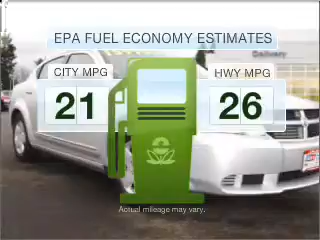 EPA FUEL ECONOMY ESTIMATES
CITY MPG
HWY MPG
21
26
Actual mileage may vary.